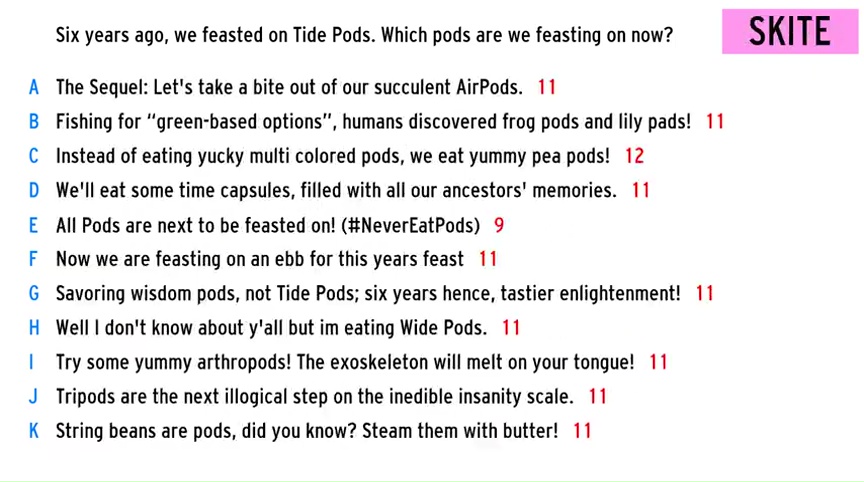 Six years ago, we feasted on Tide Pods. Which pods are we feasting on now?
SKITE
A The Sequel: Let's take a bite out of our succulent AirPods. 11
B Fishing for “green-based options”, humans discovered frog pods and lily pads! 11
C Instead of eating yucky multi colored pods, we eat yummy pea pods! 12
D We'll eat some time capsules, filled with all our ancestors' memories. 11
E All Pods are next to be feasted on! (#NeverEatPods) 9
F Now we are feasting on an ebb for this years feast 11
G Savoring wisdom pods, not Tide Pods; six years hence, tastier enlightenment! 11
H Well I don't know about y'all but im eating Wide Pods. 11
I Try some yummy arthropods! The exoskeleton will melt on your tongue! 11
J Tripods are the next illogical step on the inedible insanity scale. 11
K String beans are pods, did you know? Steam them with butter! 11